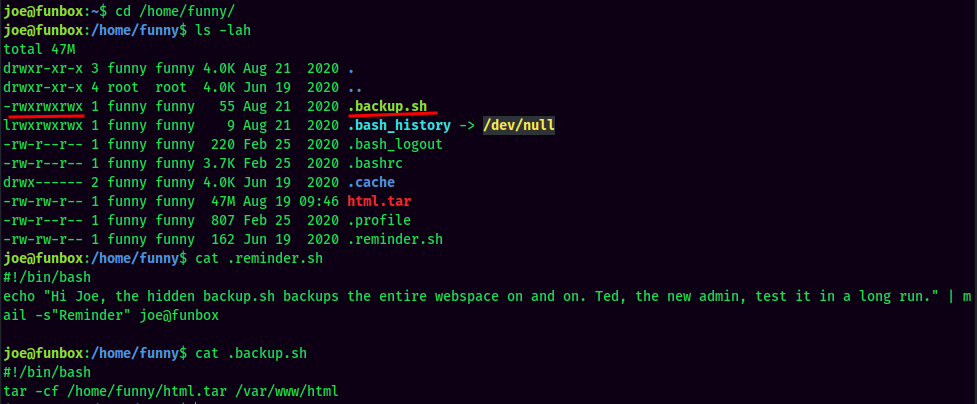 joe@funbox:~$ cd /home/funny/
joe@funbox:/home/funny$ ls -lah
total 47M
drwxr-xr-x 3 funny funny 4.0K Aug 21  2020 .
drwxr-xr-x 4 root  root  4.0K Jun 19  2020 ..
-rwxrwxrwx 1 funny funny   55 Aug 21  2020 .backup.sh
lrwxrwxrwx 1 funny funny    9 Aug 21  2020 .bash_history -> /dev/null
-rw-r--r-- 1 funny funny  220 Feb 25  2020 .bash_logout
-rw-r--r-- 1 funny funny 3.7K Feb 25  2020 .bashrc
drwx------ 2 funny funny 4.0K Jun 19  2020 .cache
-rw-rw-r-- 1 funny funny  47M Aug 19 09:46 html.tar
-rw-r--r-- 1 funny funny  807 Feb 25  2020 .profile
-rw-rw-r-- 1 funny funny  162 Jun 19  2020 .reminder.sh
joe@funbox:/home/funny$ cat .reminder.sh
#!/bin/bash
echo "Hi Joe, the hidden backup.sh backups the entire webspace on and on. Ted, the new admin, test it in a long run." | m
ail -s"Reminder" joe@funbox
joe@funbox:/home/funny$ cat .backup.sh
#!/bin/bash
tar -cf /home/funny/html.tar /var/www/html